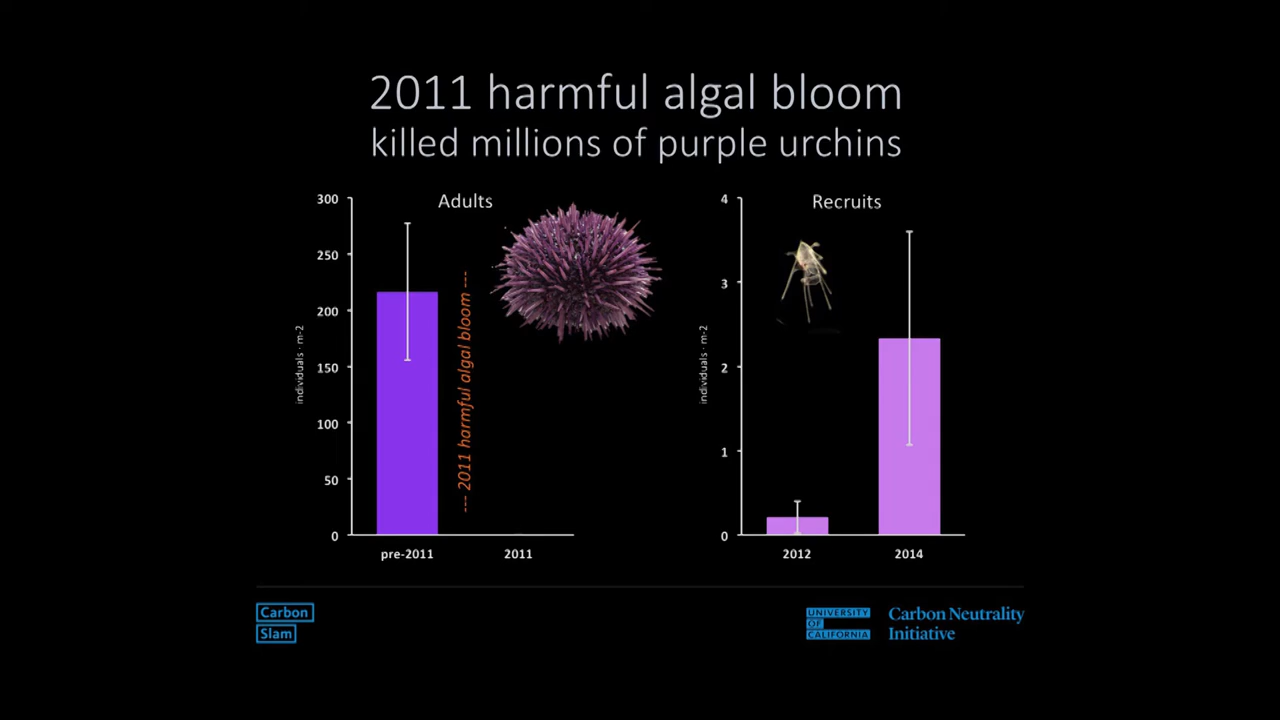 2011 harmful algal bloom
killed millions of purple urchins
Adults
300
250
200
150
100
50
0
individuals · m-2
--- 2011 harmful algal bloom ---
pre-2011
2011
Recruits
4
3
2
1
0
individuals · m-2
2012
2014
Carbon
Slam
UNIVERSITY
OF
CALIFORNIA
Carbon Neutrality
Initiative